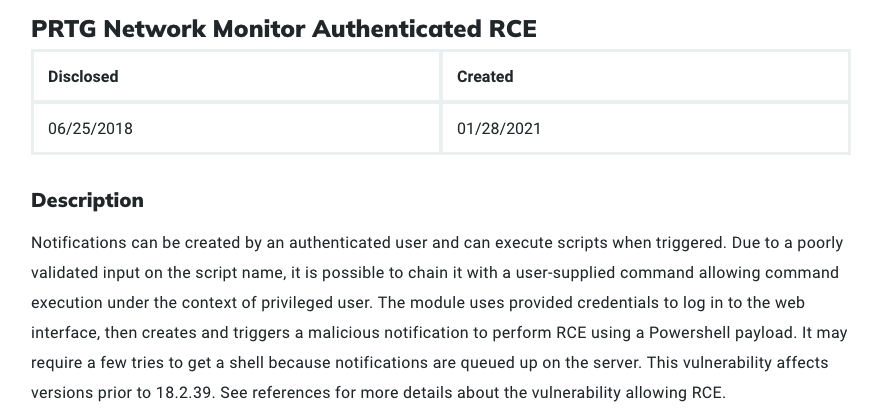 PRTG Network Monitor Authenticated RCE
Disclosed
Created
06/25/2018
01/28/2021
Description
Notifications can be created by an authenticated user and can execute scripts when triggered. Due to a poorly
validated input on the script name, it is possible to chain it with a user-supplied command allowing command
execution under the context of privileged user. The module uses provided credentials to log in to the web
interface, then creates and triggers a malicious notification to perform RCE using a Powershell payload. It may
require a few tries to get a shell because notifications are queued up on the server. This vulnerability affects
versions prior to 18.2.39. See references for more details about the vulnerability allowing RCE.